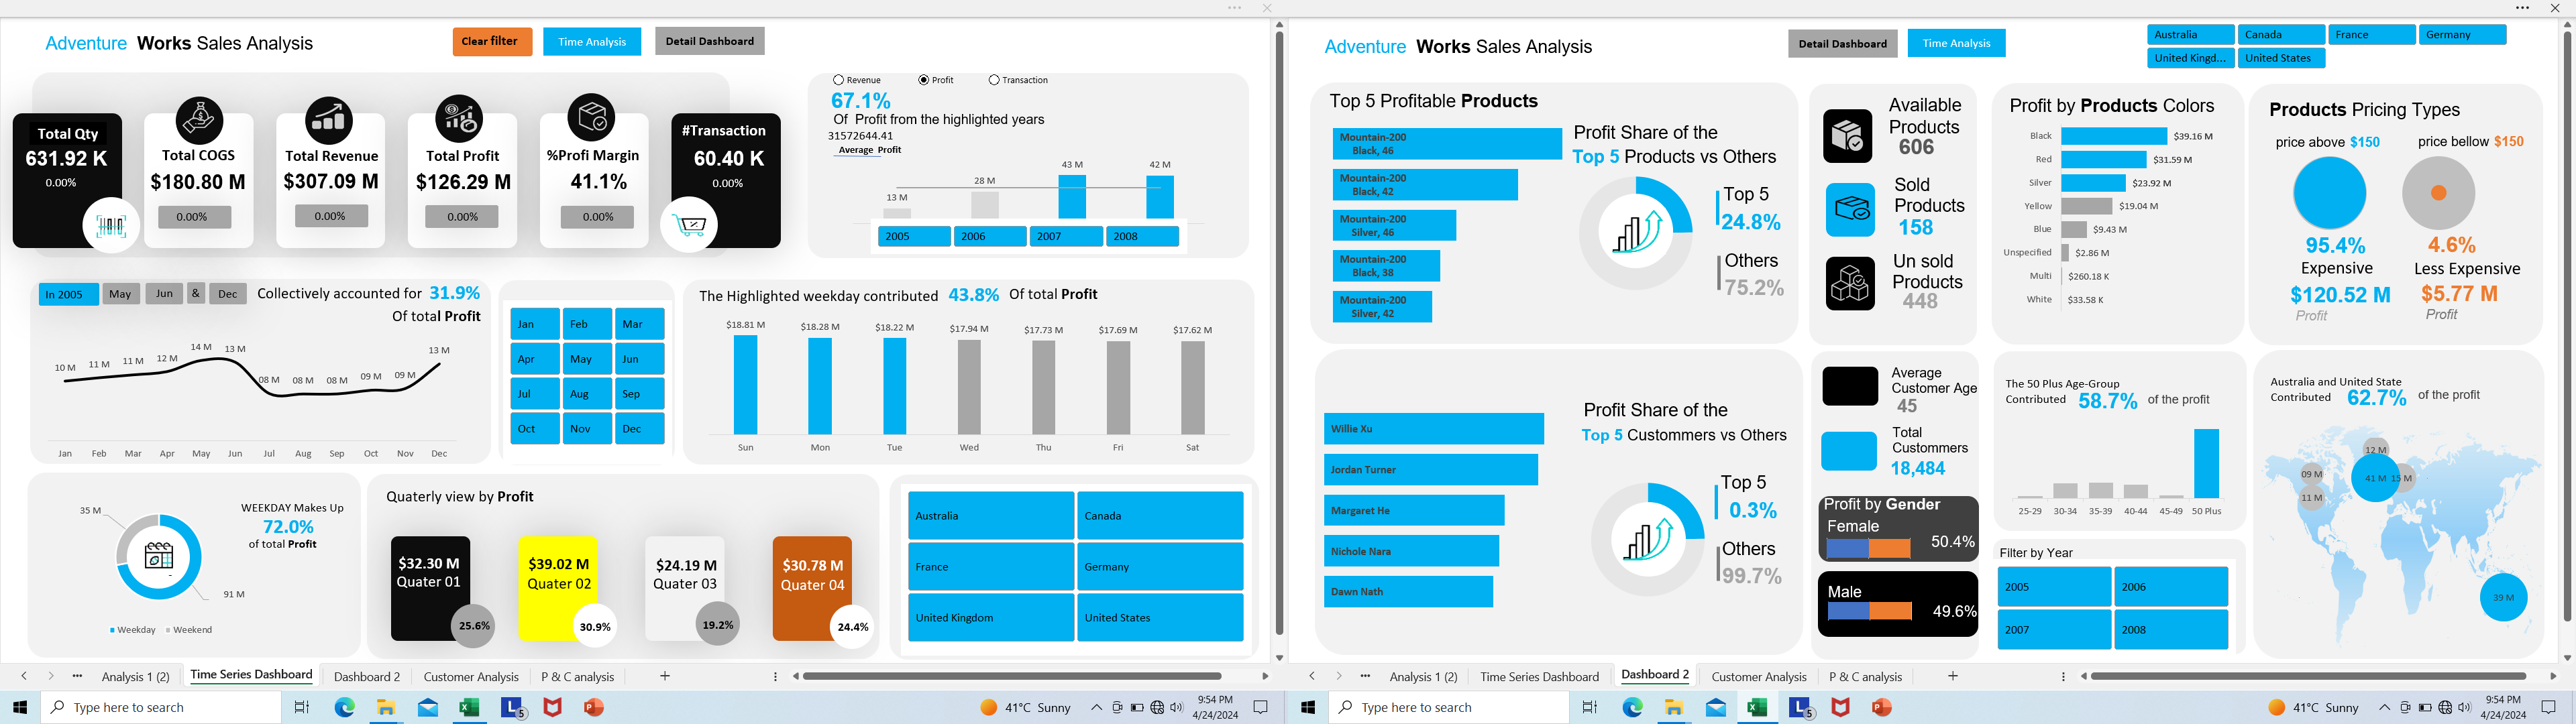 Adventure Works Sales Analysis
Clear filter
Time Analysis
Detail Dashboard
Total Qty
631.92 K
0.00%
Total COGS
$180.80 M
0.00%
Total Revenue
$307.09 M
0.00%
Total Profit
$126.29 M
0.00%
%Profi Margin
41.1%
0.00%
#Transaction
60.40 K
0.00%
Revenue Profit Transaction
67.1%
Of Profit from the highlighted years
31572644.41
Average Profit
13 M 28 M 43 M 42 M
2005 2006 2007 2008
In 2005 May Jun & Dec Collectively accounted for 31.9%
Of total Profit
10 M 11 M 11 M 12 M 14 M 13 M 08 M 08 M 08 M 09 M 09 M 13 M
Jan Feb Mar Apr May Jun Jul Aug Sep Oct Nov Dec
Jan Feb Mar
Apr May Jun
Jul Aug Sep
Oct Nov Dec
The Highlighted weekday contributed 43.8% Of total Profit
$18.81 M $18.28 M $18.22 M $17.94 M $17.73 M $17.69 M $17.62 M
Sun Mon Tue Wed Thu Fri Sat
35 M
91 M
Weekday Weekend
WEEKDAY Makes Up
72.0%
of total Profit
Quaterly view by Profit
$32.30 M
Quater 01
25.6%
$39.02 M
Quater 02
30.9%
$24.19 M
Quater 03
19.2%
$30.78 M
Quater 04
24.4%
Australia Canada
France Germany
United Kingdom United States
Analysis 1 (2) Time Series Dashboard Dashboard 2 Customer Analysis P & C analysis
Type here to search
5
41°C Sunny
9:54 PM
4/24/2024
Adventure Works Sales Analysis
Detail Dashboard
Time Analysis
Australia Canada France Germany
United Kingd... United States
Top 5 Profitable Products
Mountain-200
Black, 46
Mountain-200
Black, 42
Mountain-200
Silver, 46
Mountain-200
Black, 38
Mountain-200
Silver, 42
Profit Share of the
Top 5 Products vs Others
Top 5
24.8%
Others
75.2%
Available
Products
606
Sold
Products
158
Un sold
Products
448
Profit by Products Colors
Black $39.16 M
Red $31.59 M
Silver $23.92 M
Yellow $19.04 M
Blue $9.43 M
Unspecified $2.86 M
Multi $260.18 K
White $33.58 K
Products Pricing Types
price above $150
95.4%
Expensive
$120.52 M
Profit
price bellow $150
4.6%
Less Expensive
$5.77 M
Profit
Willie Xu
Jordan Turner
Margaret He
Nichole Nara
Dawn Nath
Profit Share of the
Top 5 Custommers vs Others
Top 5
0.3%
Others
99.7%
Average
Customer Age
45
Total
Custommers
18,484
Profit by Gender
Female
50.4%
Male
49.6%
The 50 Plus Age-Group
Contributed 58.7% of the profit
25-29 30-34 35-39 40-44 45-49 50 Plus
Filter by Year
2005 2006
2007 2008
Australia and United State
Contributed 62.7% of the profit
12 M
09 M
41 M 15 M
11 M
39 M
Analysis 1 (2) Time Series Dashboard Dashboard 2 Customer Analysis P & C analysis
Type here to search
5
41°C Sunny
9:54 PM
4/24/2024